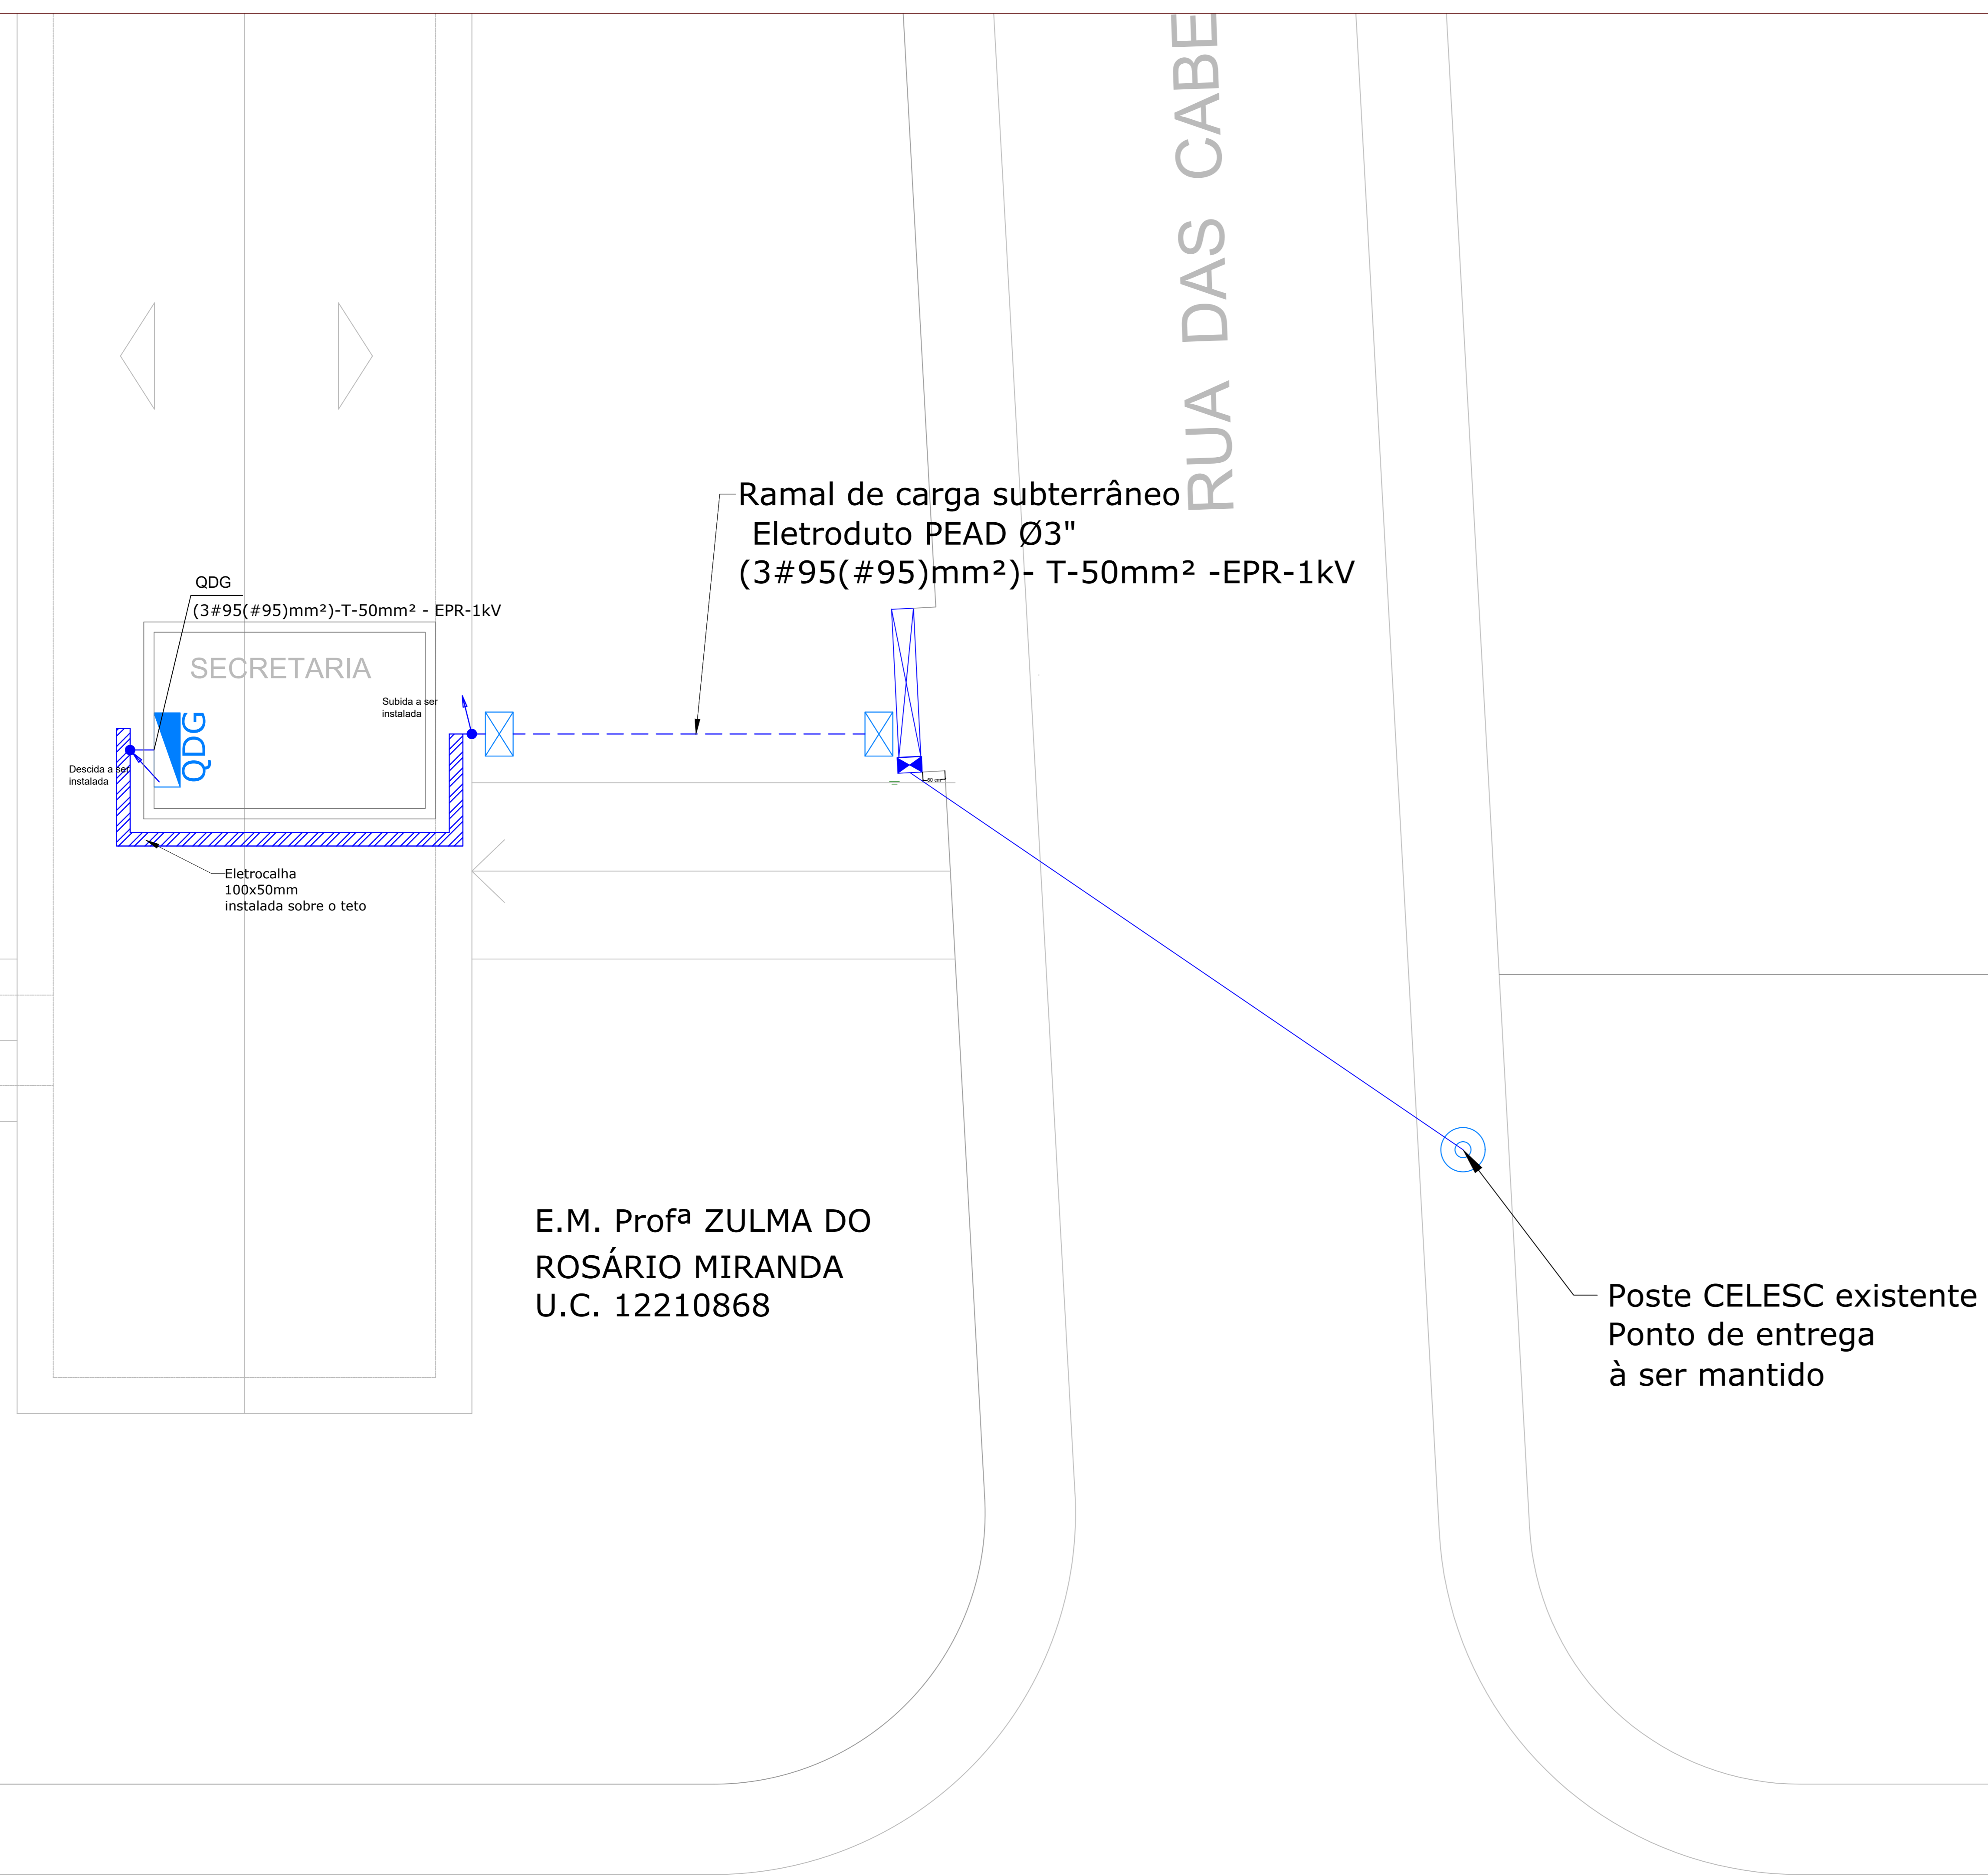 RUA DAS CABE
Ramal de carga subterrâneo
Eletroduto PEAD Ø3"
(3#95(#95)mm²)- T-50mm² -EPR-1kV
QDG
(3#95(#95)mm²)-T-50mm² - EPR-1kV
SECRETARIA
Subida a ser
instalada
QDG
Descida a ser
instalada
60 cm
Eletrocalha
100x50mm
instalada sobre o teto
E.M. Profª ZULMA DO
ROSÁRIO MIRANDA
U.C. 12210868
Poste CELESC existente
Ponto de entrega
à ser mantido